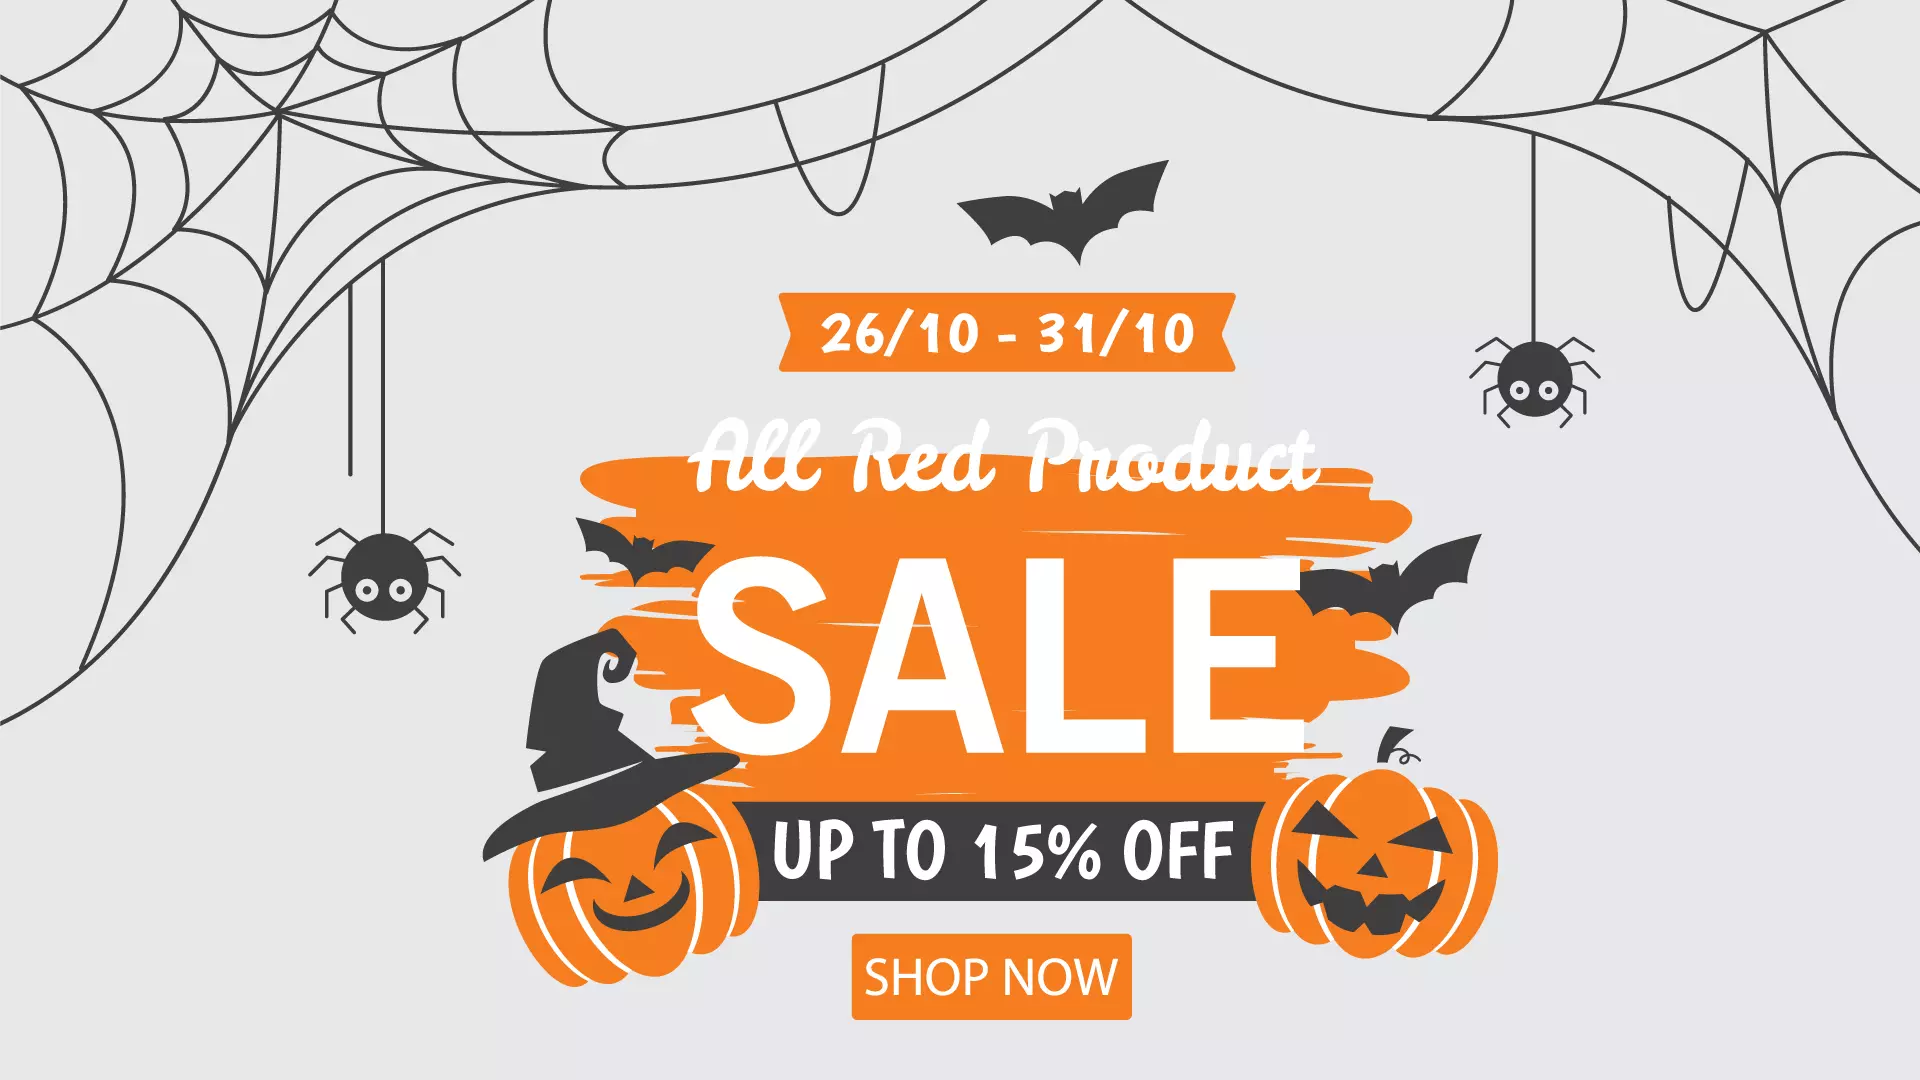 26/10 - 31/10
All Red Product
SALE
UP TO 15% OFF
SHOP NOW